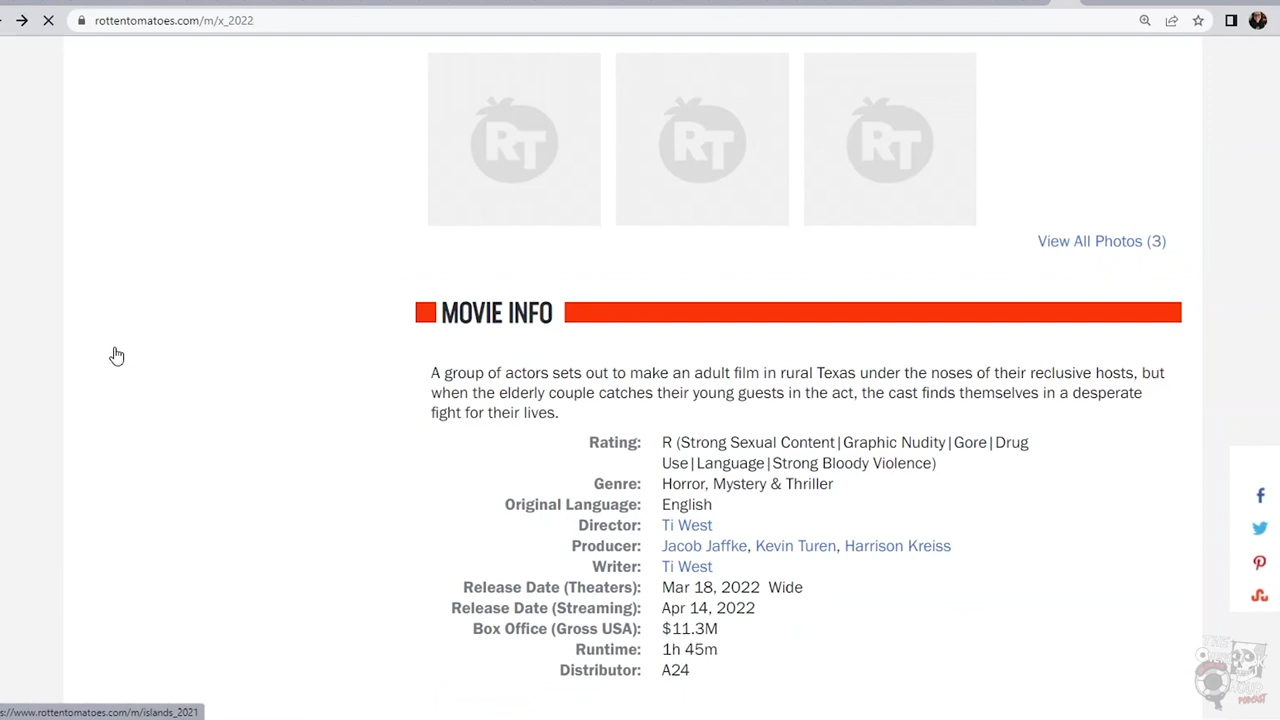 rottentomatoes.com/m/x_2022
RT RT RT
View All Photos (3)
MOVIE INFO
A group of actors sets out to make an adult film in rural Texas under the noses of their reclusive hosts, but
when the elderly couple catches their young guests in the act, the cast finds themselves in a desperate
fight for their lives.
Rating: R (Strong Sexual Content|Graphic Nudity|Gore|Drug
Use|Language|Strong Bloody Violence)
Genre: Horror, Mystery & Thriller
Original Language: English
Director: Ti West
Producer: Jacob Jaffke, Kevin Turen, Harrison Kreiss
Writer: Ti West
Release Date (Theaters): Mar 18, 2022 Wide
Release Date (Streaming): Apr 14, 2022
Box Office (Gross USA): $11.3M
Runtime: 1h 45m
Distributor: A24
PODCAST
s://www.rottentomatoes.com/m/islands_2021